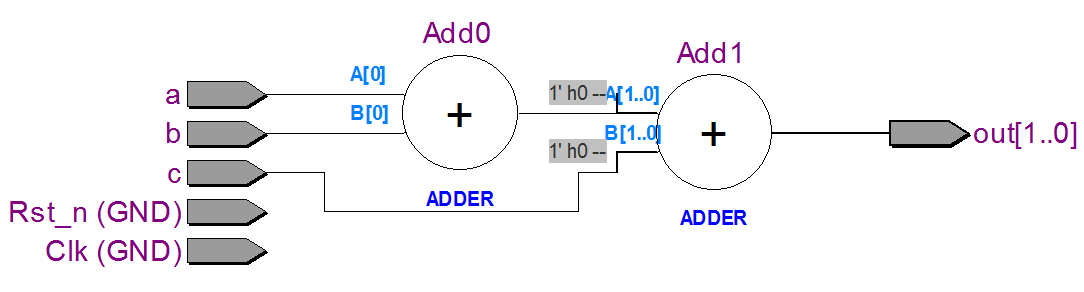 Add0
Add1
a
A[0]
1' h0 --
A[1..0]
b
B[0]
+
+
B[1..0]
out[1..0]
1' h0 --
c
ADDER
ADDER
Rst_n (GND)
Clk (GND)